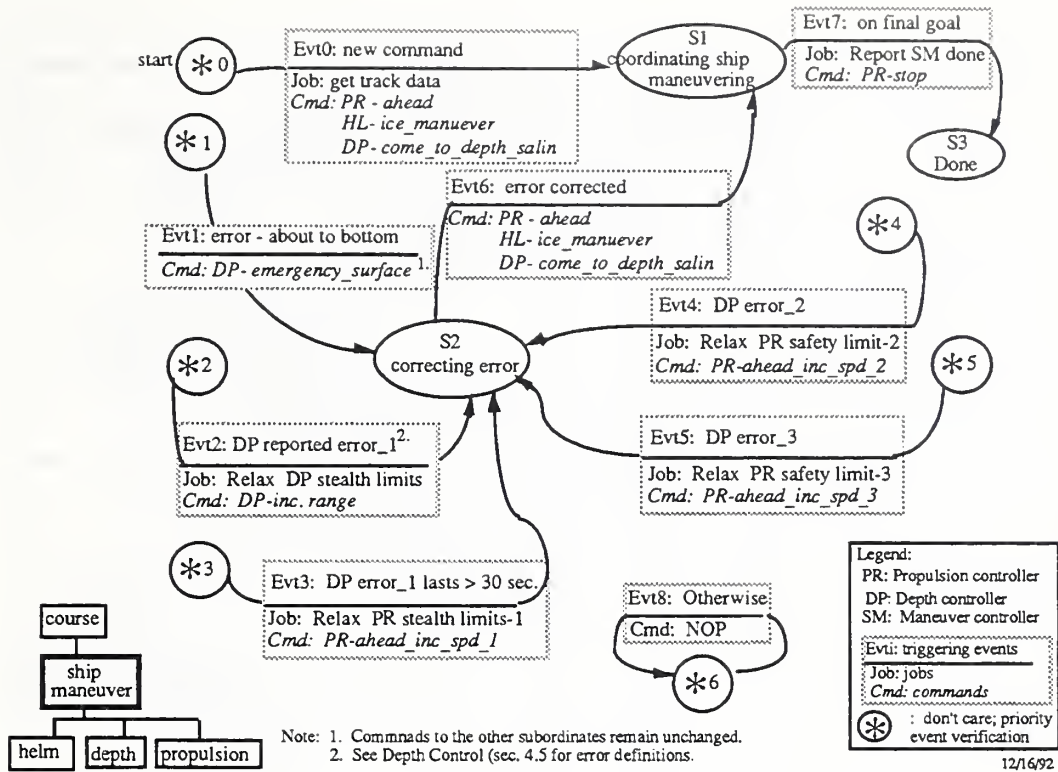 start
*0
Evt0: new command
Job: get track data
Cmd: PR - ahead
HL- ice_manuever
DP- come_to_depth_salin
S1
coordinating ship
maneuvering
Evt7: on final goal
Job: Report SM done
Cmd: PR-stop
S3
Done
*1
Evt1: error - about to bottom
Cmd: DP- emergency_surface 1.
Evt6: error corrected
Cmd: PR - ahead
HL- ice_manuever
DP- come_to_depth_salin
*4
Evt4: DP error_2
Job: Relax PR safety limit-2
Cmd: PR-ahead_inc_spd_2
S2
correcting error
*2
Evt2: DP reported error_1 2.
Job: Relax DP stealth limits
Cmd: DP-inc. range
*5
Evt5: DP error_3
Job: Relax PR safety limit-3
Cmd: PR-ahead_inc_spd_3
*3
Evt3: DP error_1 lasts > 30 sec.
Job: Relax PR stealth limits-1
Cmd: PR-ahead_inc_spd_1
Evt8: Otherwise
Cmd: NOP
*6
Legend:
PR: Propulsion controller
DP: Depth controller
SM: Maneuver controller
Evti: triggering events
Job: jobs
Cmd: commands
* : don't care; priority
event verification
course
ship
maneuver
helm
depth
propulsion
Note: 1. Commnads to the other subordinates remain unchanged.
2. See Depth Control (sec. 4.5 for error definitions.
12/16/92